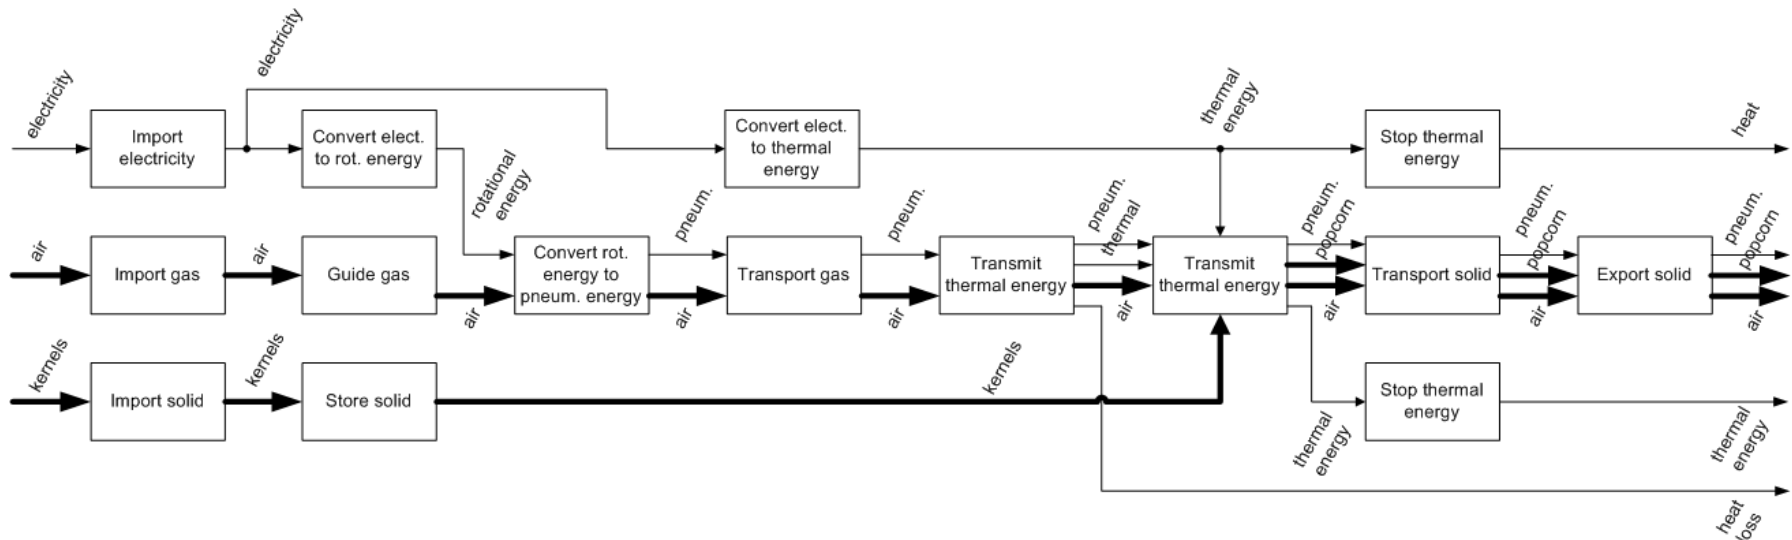 electricity
electricity
Import
electricity
Convert elect.
to rot. energy
rotational
energy
Convert elect.
to thermal
energy
thermal
energy
Stop thermal
energy
heat
air
Import gas
air
Guide gas
air
Convert rot.
energy to
pneum. energy
pneum.
air
Transport gas
pneum.
air
Transmit
thermal energy
pneum.
thermal
air
Transmit
thermal energy
pneum.
popcorn
air
Transport solid
pneum.
popcorn
air
Export solid
pneum.
popcorn
air
kernels
Import solid
kernels
Store solid
kernels
thermal
energy
Stop thermal
energy
thermal
energy
heat
loss